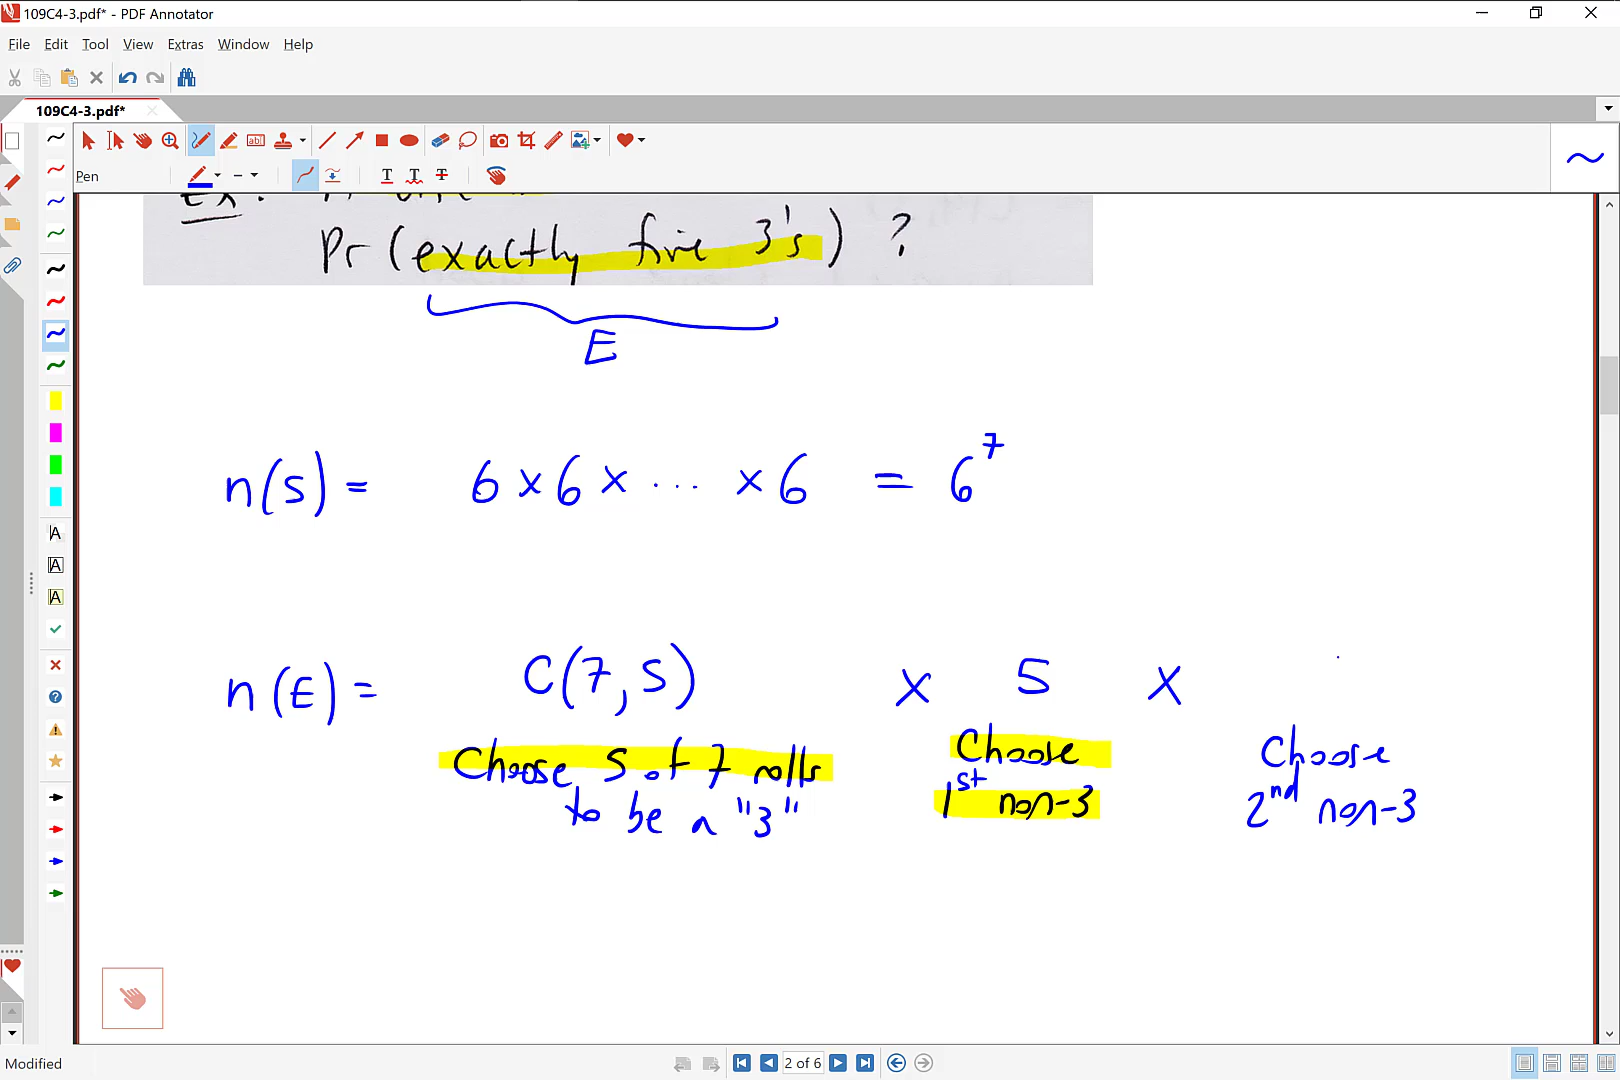 109C4-3.pdf* - PDF Annotator
File Edit Tool View Extras Window Help
109C4-3.pdf*
Pen
Ex:
Pr (exactly five 3's) ?
E
n(S) = 6 × 6 × ... × 6 = 6^7
n(E) = C(7,5) × 5 ×
Choose 5 of 7 rolls
to be a "3"
Choose
1st non-3
Choose
2nd non-3
Modified
2 of 6